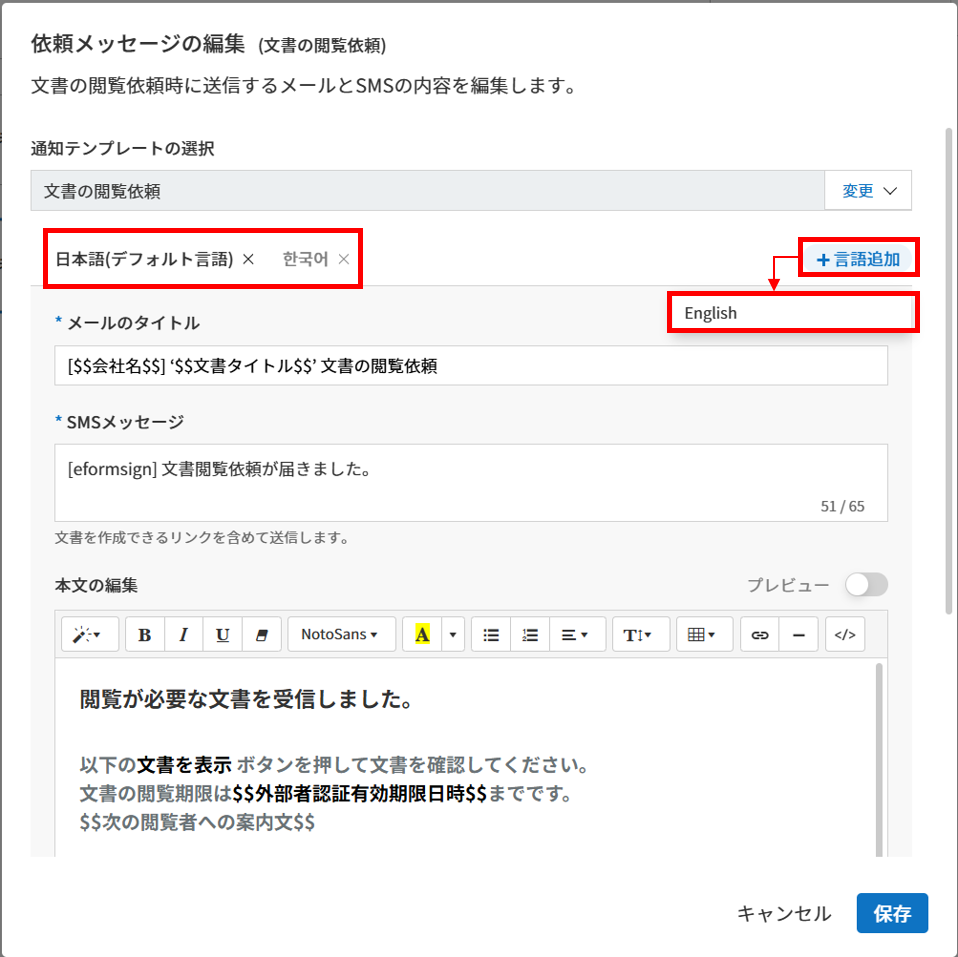 依頼メッセージの編集 (文書の閲覧依頼)
文書の閲覧依頼時に送信するメールとSMSの内容を編集します。
通知テンプレートの選択
文書の閲覧依頼 変更
日本語(デフォルト言語) × 한국어 ×
+言語追加
English
* メールのタイトル
[$$会社名$$] ‘$$文書タイトル$$’ 文書の閲覧依頼
* SMSメッセージ
[eformsign] 文書閲覧依頼が届きました。
51 / 65
文書を作成できるリンクを含めて送信します。
本文の編集 プレビュー
B I U NotoSans A T </>
閲覧が必要な文書を受信しました。
以下の文書を表示 ボタンを押して文書を確認してください。
文書の閲覧期限は$$外部者認証有効期限日時$$までです。
$$次の閲覧者への案内文$$
キャンセル 保存